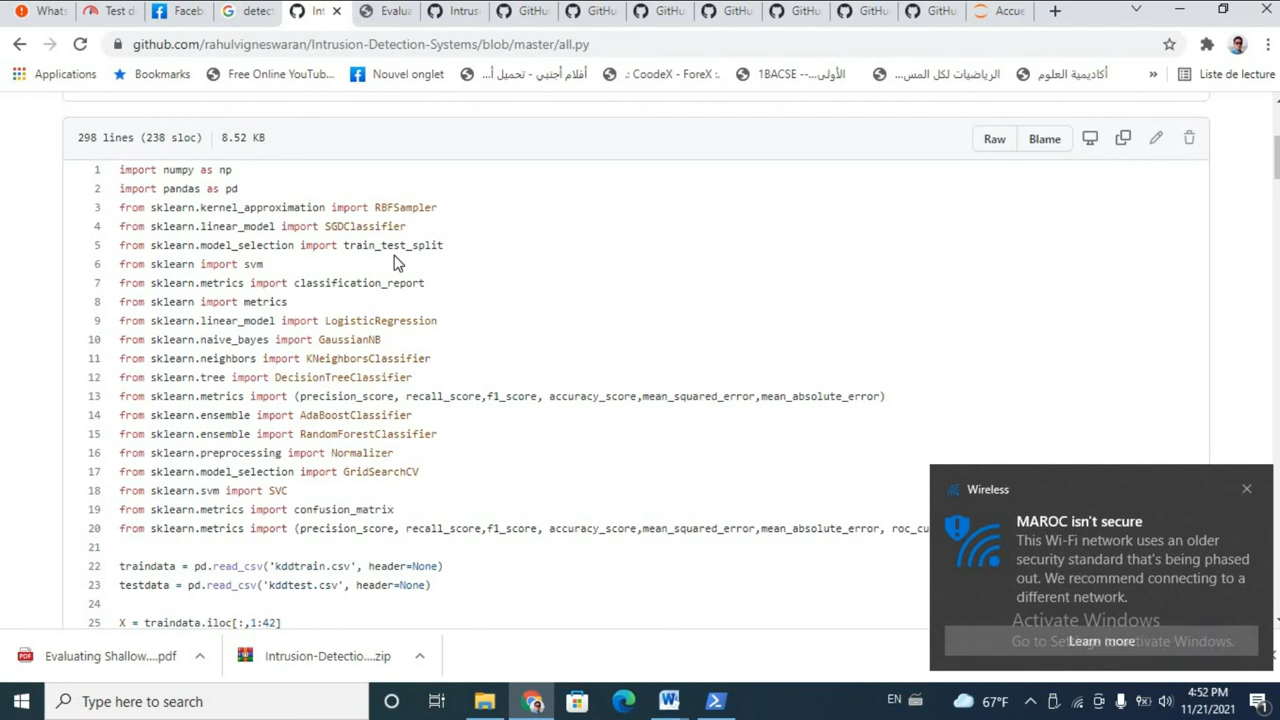 Whats
Test d
Faceb
detect
Int
Evalua
Intrus
GitHu
GitHu
GitHu
GitHu
GitHu
GitHu
GitHu
Accue
github.com/rahulvigneswaran/Intrusion-Detection-Systems/blob/master/all.py
Applications
Bookmarks
Free Online YouTub...
Nouvel onglet
أفلام أجنبي - تحميل أ...
.: CoodeX - ForeX :.
1BACSE --الأولى...
الرياضيات لكل المس...
أكاديمية العلوم
»
Liste de lecture
298 lines (238 sloc) 8.52 KB
Raw
Blame
1 import numpy as np
2 import pandas as pd
3 from sklearn.kernel_approximation import RBFSampler
4 from sklearn.linear_model import SGDClassifier
5 from sklearn.model_selection import train_test_split
6 from sklearn import svm
7 from sklearn.metrics import classification_report
8 from sklearn import metrics
9 from sklearn.linear_model import LogisticRegression
10 from sklearn.naive_bayes import GaussianNB
11 from sklearn.neighbors import KNeighborsClassifier
12 from sklearn.tree import DecisionTreeClassifier
13 from sklearn.metrics import (precision_score, recall_score,f1_score, accuracy_score,mean_squared_error,mean_absolute_error)
14 from sklearn.ensemble import AdaBoostClassifier
15 from sklearn.ensemble import RandomForestClassifier
16 from sklearn.preprocessing import Normalizer
17 from sklearn.model_selection import GridSearchCV
18 from sklearn.svm import SVC
19 from sklearn.metrics import confusion_matrix
20 from sklearn.metrics import (precision_score, recall_score,f1_score, accuracy_score,mean_squared_error,mean_absolute_error, roc_cu
21
22 traindata = pd.read_csv('kddtrain.csv', header=None)
23 testdata = pd.read_csv('kddtest.csv', header=None)
24
25 X = traindata.iloc[:,1:42]
Wireless
MAROC isn't secure
This Wi-Fi network uses an older
security standard that's being phased
out. We recommend connecting to a
different network.
Activate Windows
Go to Settings to activate Windows.
Learn more
Evaluating Shallow....pdf
Intrusion-Detectio....zip
Type here to search
EN
67°F
4:52 PM
11/21/2021
1